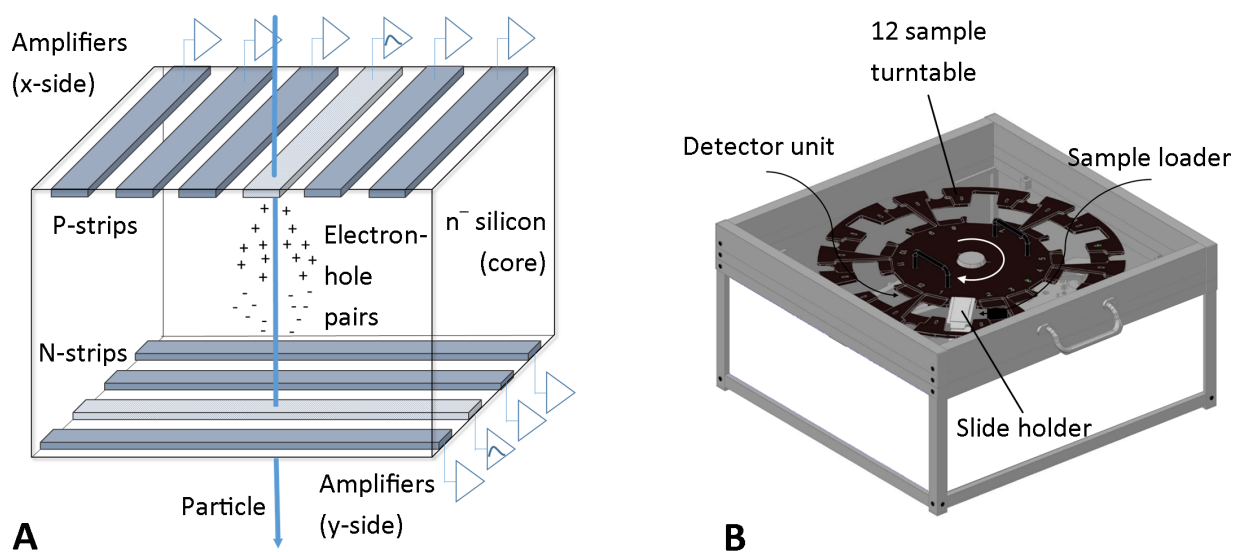 Amplifiers
(x-side)
P-strips
Electron-
hole
pairs
n⁻ silicon
(core)
N-strips
Particle
Amplifiers
(y-side)
A
12 sample
turntable
Detector unit
Sample loader
Slide holder
B